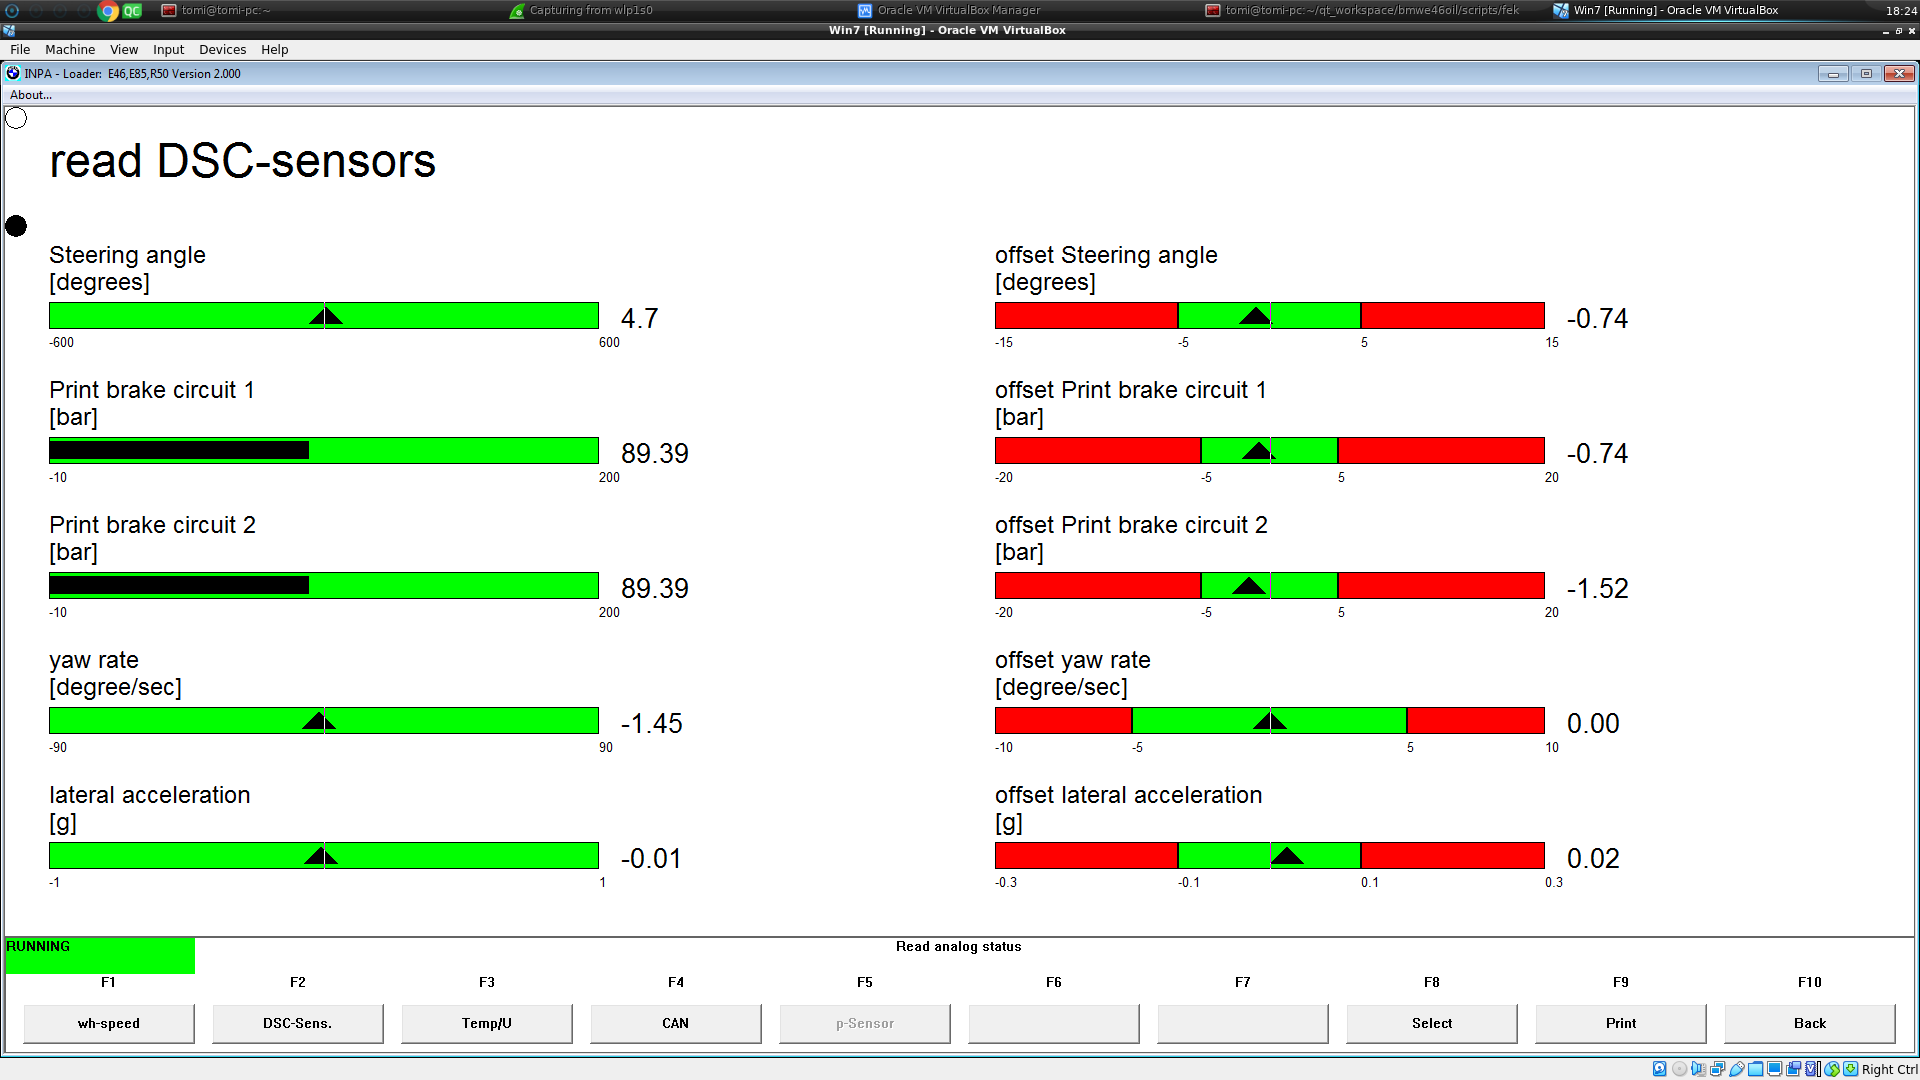 tomi@tomi-pc: ~
Capturing from wlp1s0
Oracle VM VirtualBox Manager
tomi@tomi-pc:~/qt_workspace/bmwe46oil/scripts/fek
Win7 [Running] - Oracle VM VirtualBox
18:24
QC
Win7 [Running] - Oracle VM VirtualBox
File Machine View Input Devices Help
INPA - Loader: E46,E85,R50 Version 2.000
About...
read DSC-sensors
Steering angle
[degrees]
4.7
-600 600
offset Steering angle
[degrees]
-0.74
-15 -5 5 15
Print brake circuit 1
[bar]
89.39
-10 200
offset Print brake circuit 1
[bar]
-0.74
-20 -5 5 20
Print brake circuit 2
[bar]
89.39
-10 200
offset Print brake circuit 2
[bar]
-1.52
-20 -5 5 20
yaw rate
[degree/sec]
-1.45
-90 90
offset yaw rate
[degree/sec]
0.00
-10 -5 5 10
lateral acceleration
[g]
-0.01
-1 1
offset lateral acceleration
[g]
0.02
-0.3 -0.1 0.1 0.3
RUNNING
Read analog status
F1 F2 F3 F4 F5 F6 F7 F8 F9 F10
wh-speed DSC-Sens. Temp/U CAN p-Sensor Select Print Back
Right Ctrl